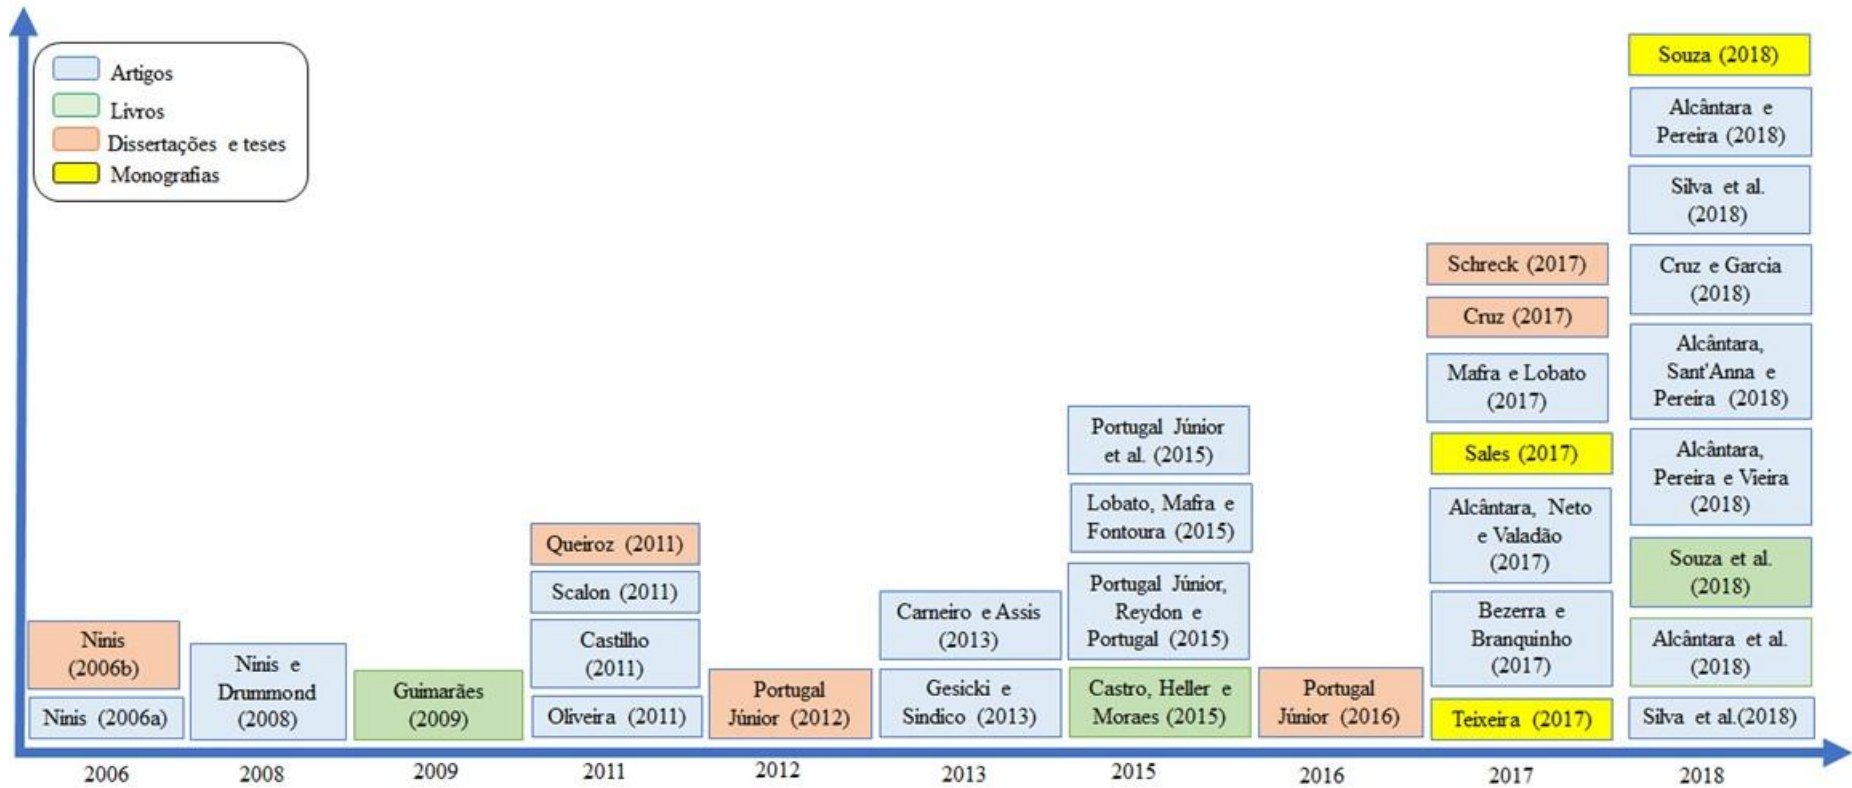 Artigos
Livros
Dissertações e teses
Monografias
Ninis
(2006b)
Ninis (2006a)
Ninis e
Drummond
(2008)
Guimarães
(2009)
Queiroz (2011)
Scalon (2011)
Castilho
(2011)
Oliveira (2011)
Portugal
Júnior (2012)
Carneiro e Assis
(2013)
Gesicki e
Sindico (2013)
Portugal Júnior
et al. (2015)
Lobato, Mafra e
Fontoura (2015)
Portugal Júnior,
Reydon e
Portugal (2015)
Castro, Heller e
Moraes (2015)
Portugal
Júnior (2016)
Schreck (2017)
Cruz (2017)
Mafra e Lobato
(2017)
Sales (2017)
Alcântara, Neto
e Valadão
(2017)
Bezerra e
Branquinho
(2017)
Teixeira (2017)
Souza (2018)
Alcântara e
Pereira (2018)
Silva et al.
(2018)
Cruz e Garcia
(2018)
Alcântara,
Sant'Anna e
Pereira (2018)
Alcântara,
Pereira e Vieira
(2018)
Souza et al.
(2018)
Alcântara et al.
(2018)
Silva et al.(2018)
2006
2008
2009
2011
2012
2013
2015
2016
2017
2018